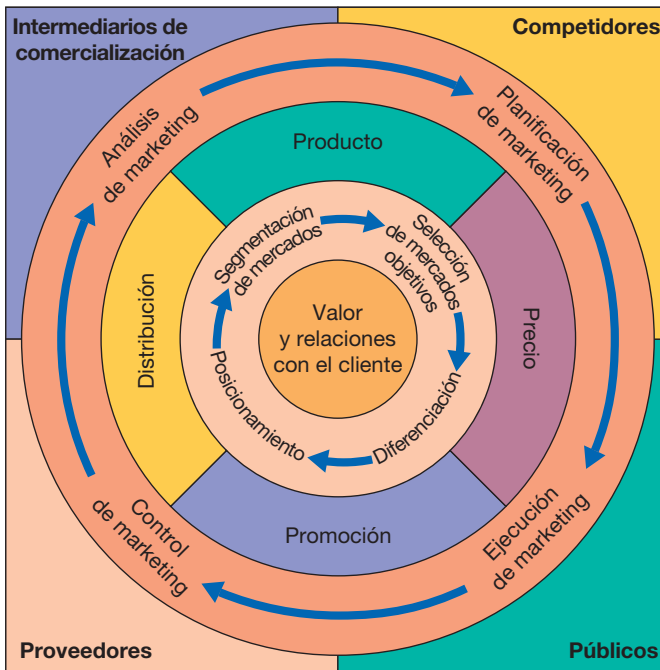 Intermediarios de
comercialización
Competidores
Análisis
de marketing
Planificación
de marketing
Producto
Segmentación
de mercados
Selección
de mercados
objetivos
Distribución
Valor
y relaciones
con el cliente
Precio
Posicionamiento
Diferenciación
Promoción
Control
de marketing
Ejecución
de marketing
Proveedores
Públicos